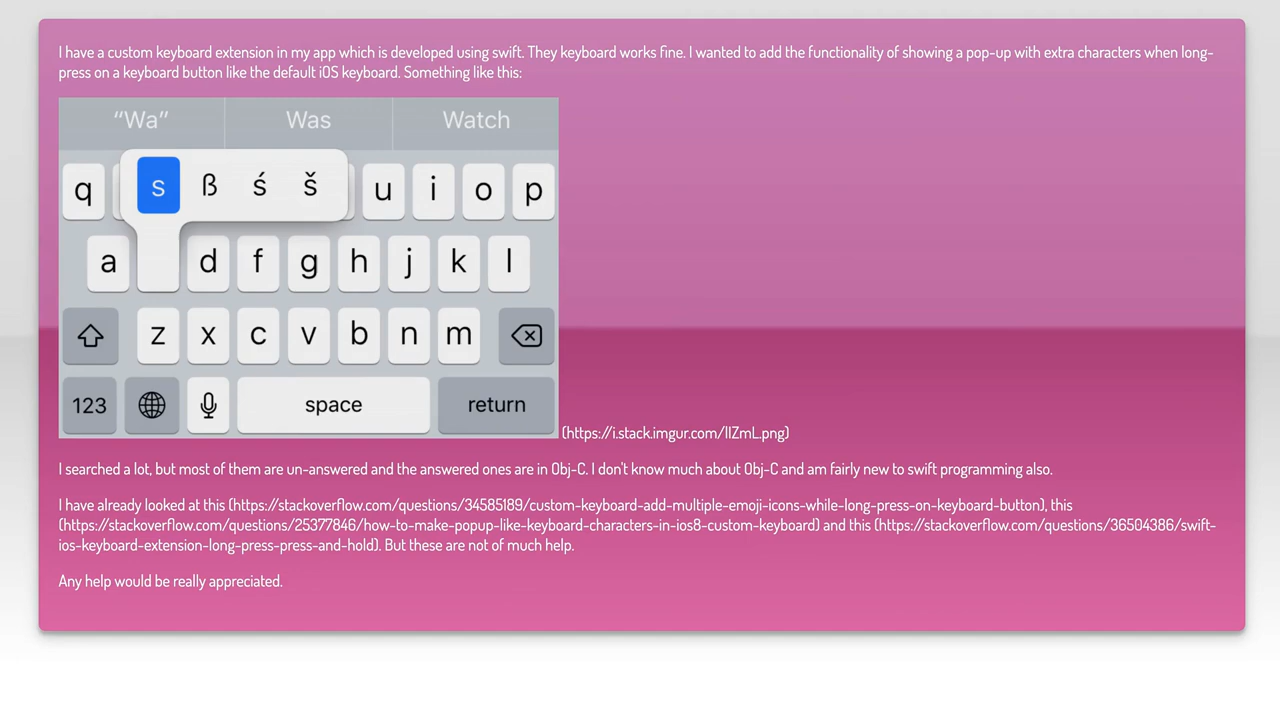 I have a custom keyboard extension in my app which is developed using swift. They keyboard works fine. I wanted to add the functionality of showing a pop-up with extra characters when long-
press on a keyboard button like the default iOS keyboard. Something like this:
“Wa” Was Watch
s ß ś š
q u i o p
a d f g h j k l
z x c v b n m
123 space return
(https://i.stack.imgur.com/lIZmL.png)
I searched a lot, but most of them are un-answered and the answered ones are in Obj-C. I don't know much about Obj-C and am fairly new to swift programming also.
I have already looked at this (https://stackoverflow.com/questions/34585189/custom-keyboard-add-multiple-emoji-icons-while-long-press-on-keyboard-button), this
(https://stackoverflow.com/questions/25377846/how-to-make-popup-like-keyboard-characters-in-ios8-custom-keyboard) and this (https://stackoverflow.com/questions/36504386/swift-
ios-keyboard-extension-long-press-press-and-hold). But these are not of much help.
Any help would be really appreciated.